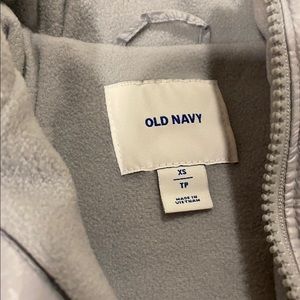 OLD NAVY
XS
TP
MADE IN
VIETNAM